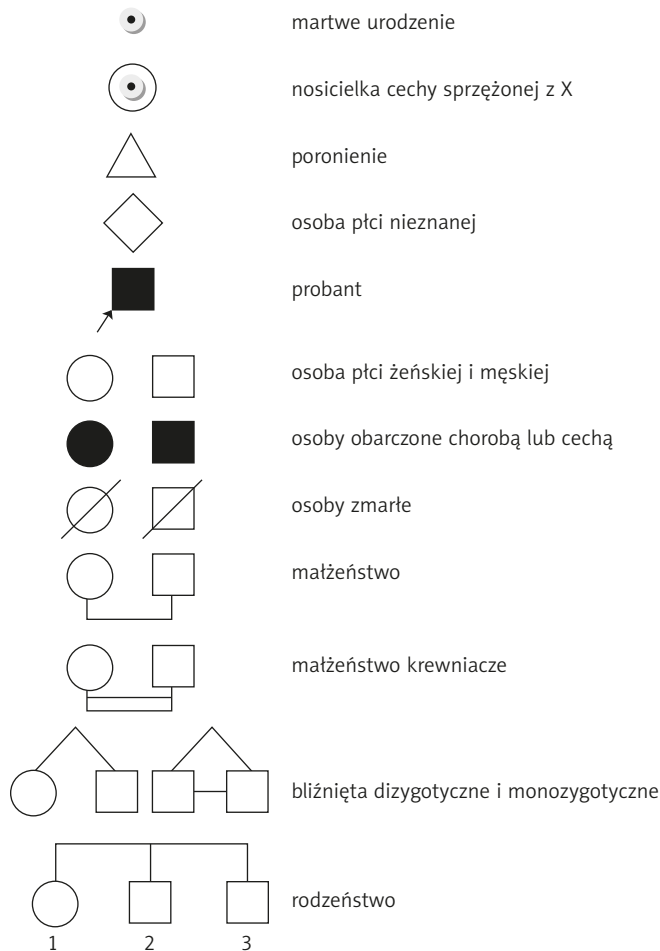 martwe urodzenie
nosicielka cechy sprzężonej z X
poronienie
osoba płci nieznanej
probant
osoba płci żeńskiej i męskiej
osoby obarczone chorobą lub cechą
osoby zmarłe
małżeństwo
małżeństwo krewniacze
bliźnięta dizygotyczne i monozygotyczne
rodzeństwo
1 2 3